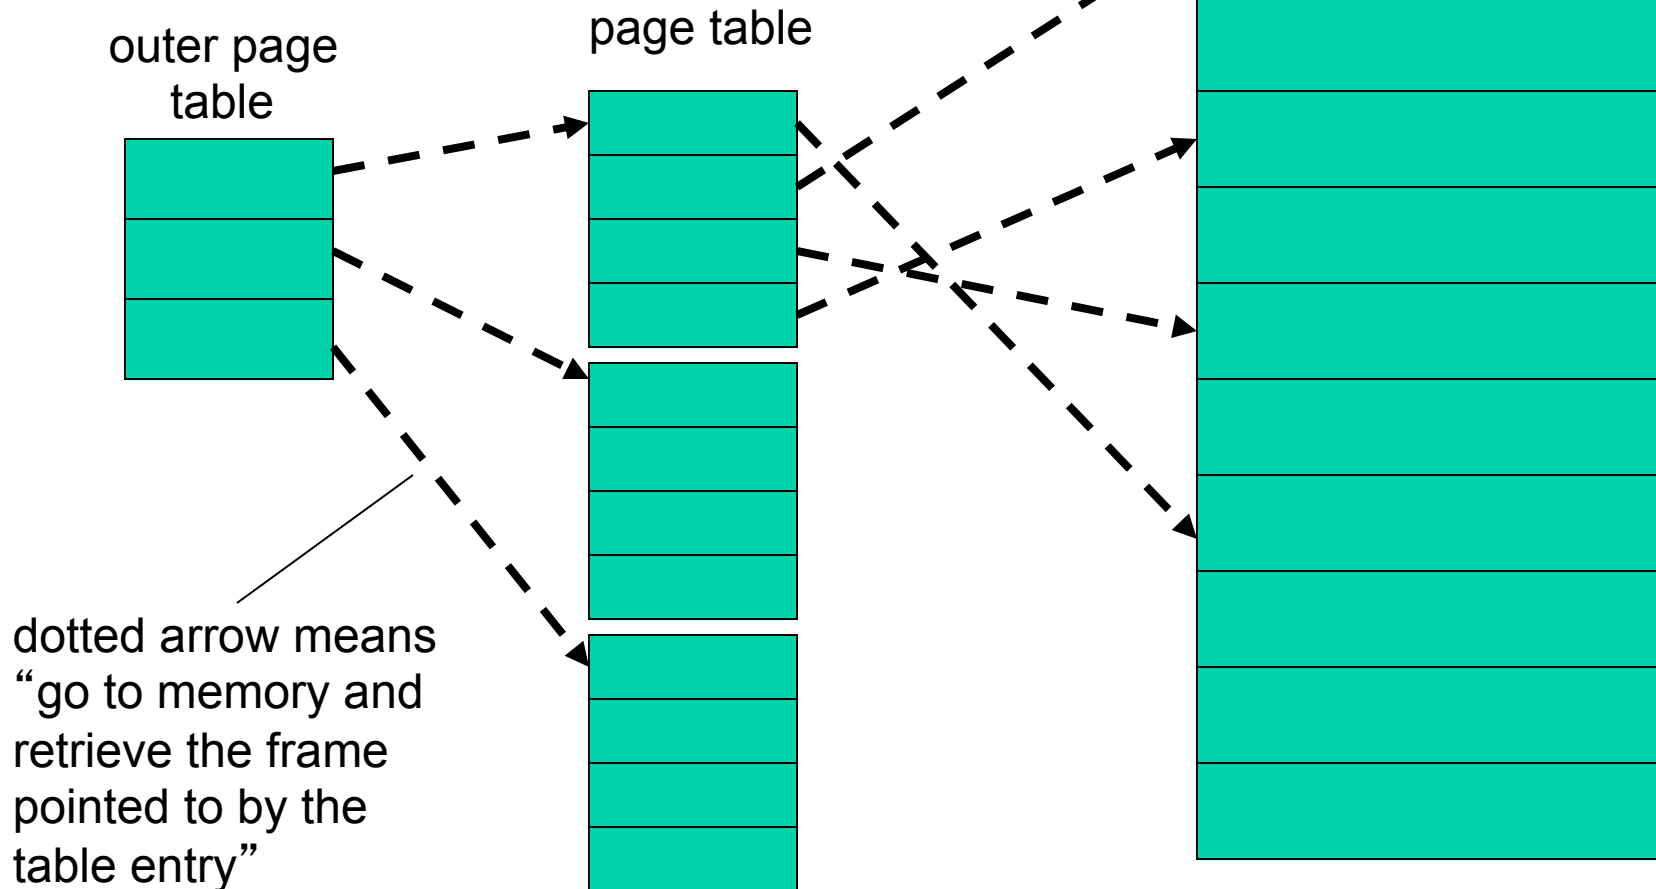 outer page
table
page table
dotted arrow means
“go to memory and
retrieve the frame
pointed to by the
table entry”